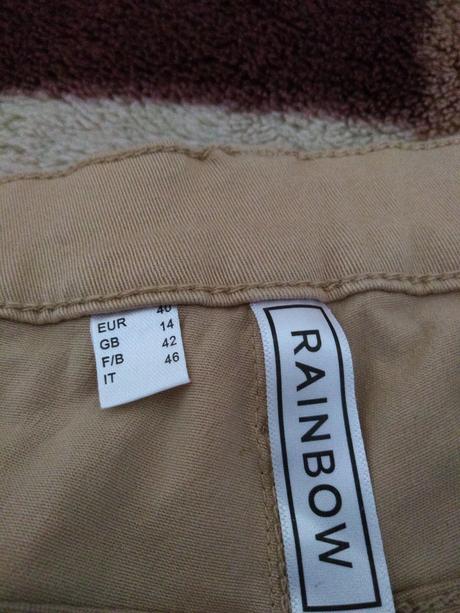 EUR 40
GB 14
F/B 42
IT 46
RAINBOW